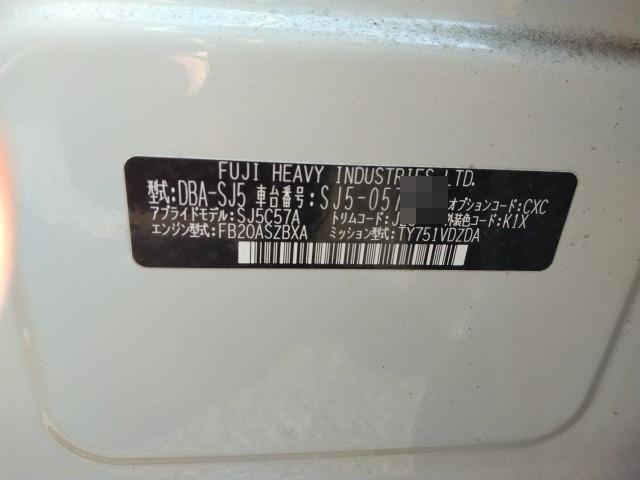 FUJI HEAVY INDUSTRIES LTD.
型式:DBA-SJ5 車台番号:SJ5-057 オプションコード:CXC
アプライドモデル:SJ5C57A トリムコード:J 外装色コード:K1X
エンジン型式:FB20ASZBXA ミッション型式:TY751VDZDA